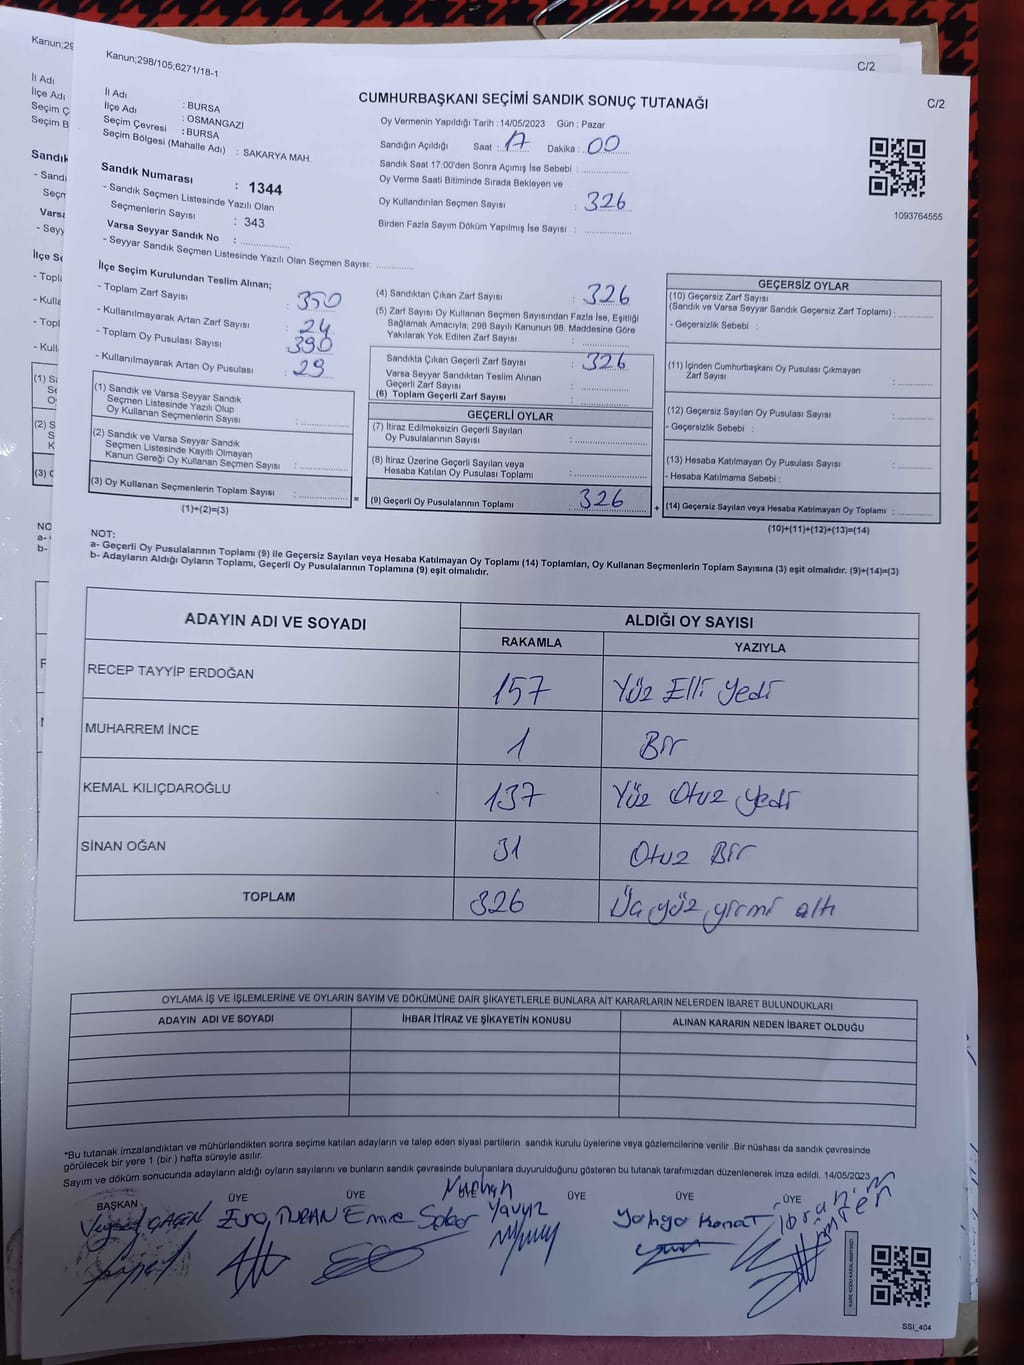 Kanun;298/105;6271/18-1
C/2
C/2
CUMHURBAŞKANI SEÇİMİ SANDIK SONUÇ TUTANAĞI
İl Adı : BURSA
İlçe Adı : OSMANGAZİ
Seçim Çevresi : BURSA
Seçim Bölgesi (Mahalle Adı) : SAKARYA MAH.
Oy Vermenin Yapıldığı Tarih : 14/05/2023 Gün : Pazar
Sandığın Açıldığı Saat : 17 Dakika : 00
Sandık Saat 17:00'den Sonra Açımış İse Sebebi :
Oy Verme Saati Bitiminde Sırada Bekleyen ve
Oy Kullandırılan Seçmen Sayısı : 326
Birden Fazla Sayım Döküm Yapılmış İse Sayısı :
1093764555
Sandık Numarası : 1344
- Sandık Seçmen Listesinde Yazılı Olan
Seçmenlerin Sayısı : 343
Varsa Seyyar Sandık No :
- Seyyar Sandık Seçmen Listesinde Yazılı Olan Seçmen Sayısı:
İlçe Seçim Kurulundan Teslim Alınan;
- Toplam Zarf Sayısı : 350
- Kullanılmayarak Artan Zarf Sayısı : 24
- Toplam Oy Pusulası Sayısı : 390
- Kullanılmayarak Artan Oy Pusulası : 29
(1) Sandık ve Varsa Seyyar Sandık
Seçmen Listesinde Yazılı Olup
Oy Kullanan Seçmenlerin Sayısı :
(2) Sandık ve Varsa Seyyar Sandık
Seçmen Listesinde Kayıtlı Olmayan
Kanun Gereği Oy Kullanan Seçmen Sayısı :
(3) Oy Kullanan Seçmenlerin Toplam Sayısı :
(1)+(2)=(3)
(4) Sandıktan Çıkan Zarf Sayısı : 326
(5) Zarf Sayısı Oy Kullanan Seçmen Sayısından Fazla İse, Eşitliği
Sağlamak Amacıyla, 298 Sayılı Kanunun 98. Maddesine Göre
Yakılarak Yok Edilen Zarf Sayısı :
Sandıkta Çıkan Geçerli Zarf Sayısı : 326
Varsa Seyyar Sandıktan Teslim Alınan
Geçerli Zarf Sayısı :
(6) Toplam Geçerli Zarf Sayısı :
GEÇERLİ OYLAR
(7) İtiraz Edilmeksizin Geçerli Sayılan
Oy Pusulalarının Sayısı :
(8) İtiraz Üzerine Geçerli Sayılan veya
Hesaba Katılan Oy Pusulası Toplamı :
= (9) Geçerli Oy Pusulalarının Toplamı : 326
GEÇERSİZ OYLAR
(10) Geçersiz Zarf Sayısı
(Sandık ve Varsa Seyyar Sandık Geçersiz Zarf Toplamı) :
- Geçersizlik Sebebi :
(11) İçinden Cumhurbaşkanı Oy Pusulası Çıkmayan
Zarf Sayısı :
(12) Geçersiz Sayılan Oy Pusulası Sayısı :
- Geçersizlik Sebebi :
(13) Hesaba Katılmayan Oy Pusulası Sayısı :
- Hesaba Katılmama Sebebi :
+ (14) Geçersiz Sayılan veya Hesaba Katılmayan Oy Toplamı :
(10)+(11)+(12)+(13)=(14)
NOT:
a- Geçerli Oy Pusulalarının Toplamı (9) ile Geçersiz Sayılan veya Hesaba Katılmayan Oy Toplamı (14) Toplamları, Oy Kullanan Seçmenlerin Toplam Sayısına (3) eşit olmalıdır. (9)+(14)=(3)
b- Adayların Aldığı Oyların Toplamı, Geçerli Oy Pusulalarının Toplamına (9) eşit olmalıdır.
ADAYIN ADI VE SOYADI ALDIĞI OY SAYISI
RAKAMLA YAZIYLA
RECEP TAYYİP ERDOĞAN 157 Yüz Elli Yedi
MUHARREM İNCE 1 Bir
KEMAL KILIÇDAROĞLU 137 Yüz Otuz Yedi
SİNAN OĞAN 31 Otuz Bir
TOPLAM 326 Üç yüz yirmi altı
OYLAMA İŞ VE İŞLEMLERİNE VE OYLARIN SAYIM VE DÖKÜMÜNE DAİR ŞİKAYETLERLE BUNLARA AİT KARARLARIN NELERDEN İBARET BULUNDUKLARI
ADAYIN ADI VE SOYADI İHBAR İTİRAZ VE ŞİKAYETİN KONUSU ALINAN KARARIN NEDEN İBARET OLDUĞU
*Bu tutanak imzalandıktan ve mühürlendikten sonra seçime katılan adayların ve talep eden siyasi partilerin sandık kurulu üyelerine veya gözlemcilerine verilir. Bir nüshası da sandık çevresinde
görülecek bir yere 1 (bir ) hafta süreyle asılır.
Sayım ve döküm sonucunda adayların aldığı oyların sayılarını ve bunların sandık çevresinde bulunanlara duyurulduğunu gösteren bu tutanak tarafımızdan düzenlenerek imza edildi. 14/05/2023
BAŞKAN ÜYE ÜYE ÜYE ÜYE ÜYE ÜYE
Esra TURAN Emre Nurhan Yavuz Yahya Kanat İbrahim
KARE KODU KARALAMAYINIZ!
SSI_404